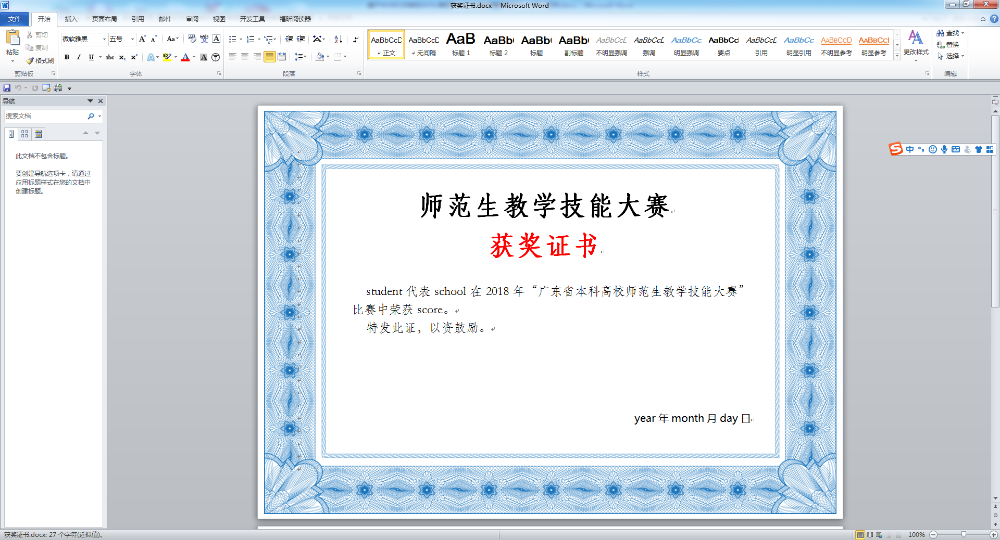 获奖证书.docx - Microsoft Word
文件 开始 插入 页面布局 引用 邮件 审阅 视图 开发工具 福昕阅读器
粘贴 剪切 复制 格式刷
剪贴板
微软雅黑 五号
字体
段落
AaBbCcD AaBbCcD AaB AaBb( AaBb( AaBb( AaBbCcD AaBbCcD AaBbCc AaBbCcl AaBbCcD AaBbCc AaBbCcD AaBbCcl
正文 无间隔 标题 1 标题 2 标题 副标题 不明显强调 强调 明显强调 要点 引用 明显引用 不明显参考 明显参考
样式
更改样式
查找
替换
选择
编辑
导航
搜索文档
此文档不包含标题。
要创建导航选项卡，请通过
应用标题样式在您的文档中
创建标题。
中
师范生教学技能大赛
获奖证书
student 代表 school 在 2018 年“广东省本科高校师范生教学技能大赛”
比赛中荣获 score。
特发此证，以资鼓励。
year 年 month 月 day 日
获奖证书.docx: 27 个字符(近似值)。
100%